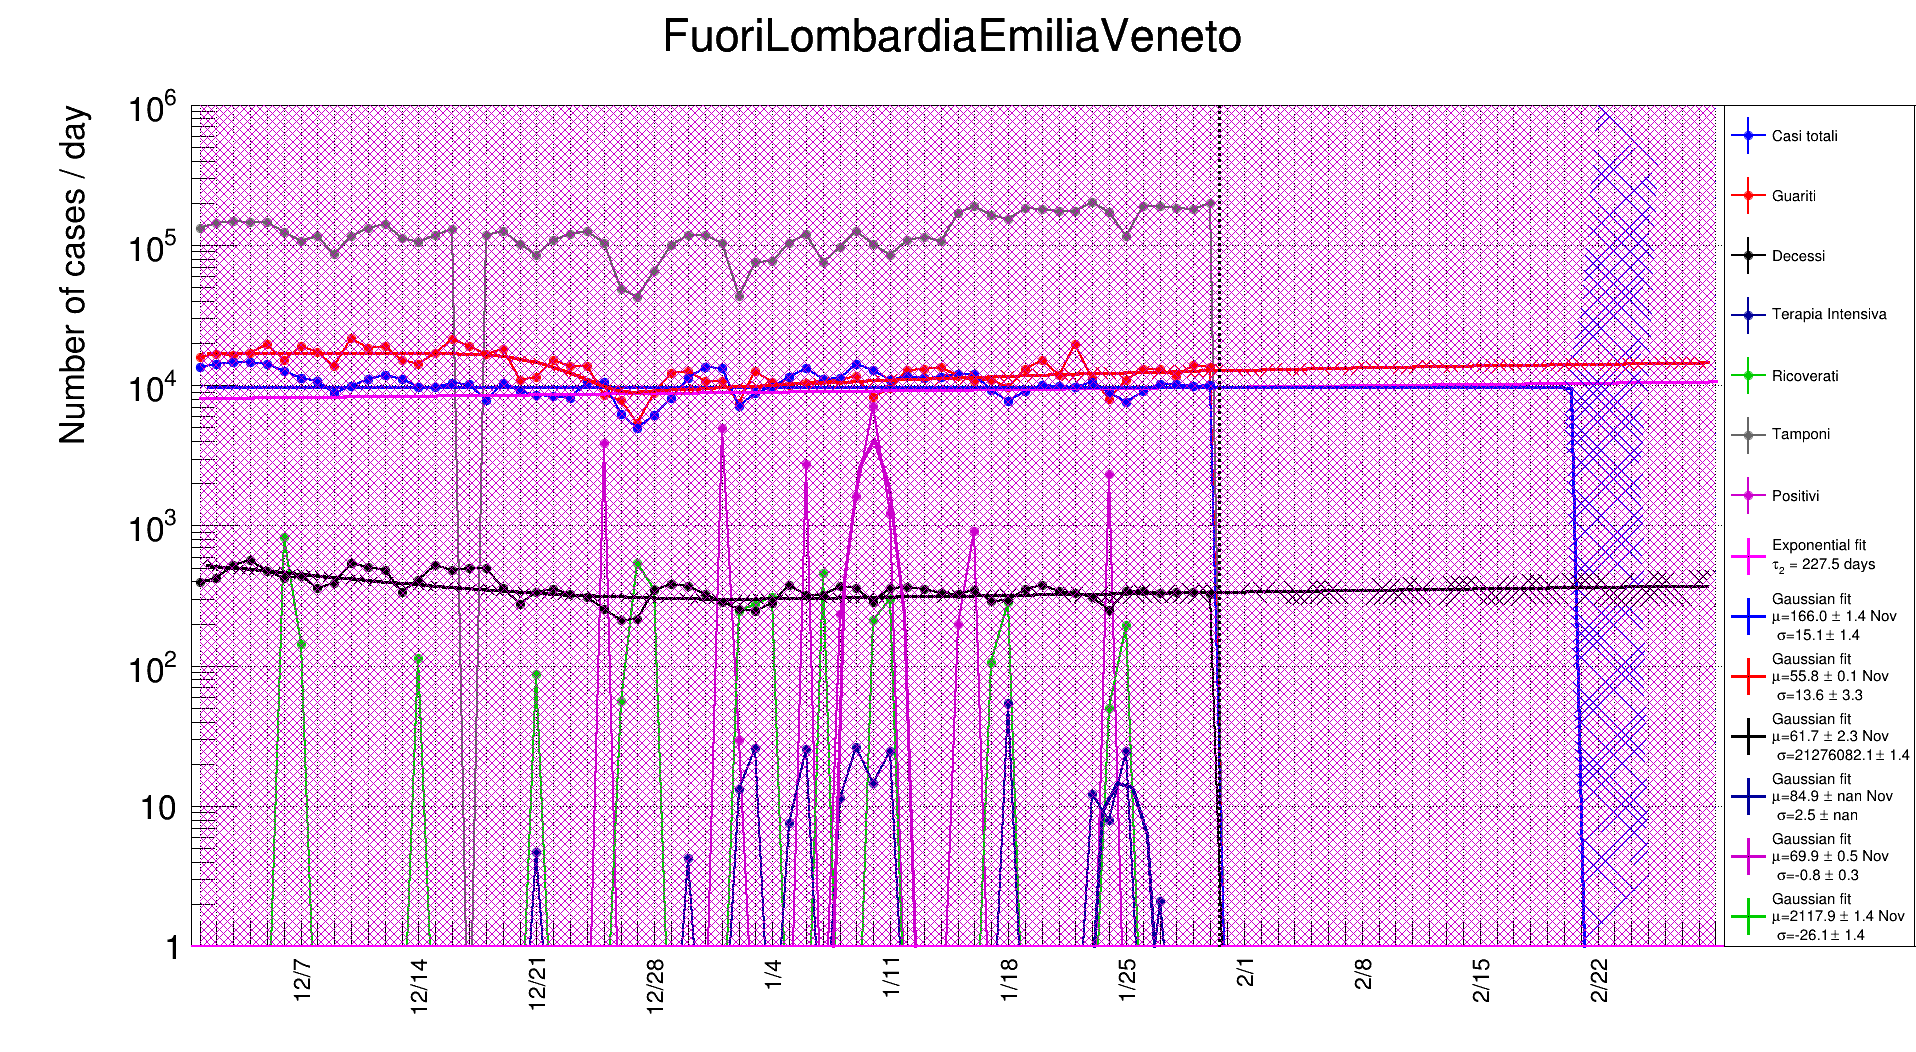 FuoriLombardiaEmiliaVeneto
Number of cases / day
10^6
10^5
10^4
10^3
10^2
10
1
12/7
12/14
12/21
12/28
1/4
1/11
1/18
1/25
2/1
2/8
2/15
2/22
Casi totali
Guariti
Decessi
Terapia Intensiva
Ricoverati
Tamponi
Positivi
Exponential fit
τ₂ = 227.5 days
Gaussian fit
μ=166.0 ± 1.4 Nov
σ=15.1 ± 1.4
Gaussian fit
μ=55.8 ± 0.1 Nov
σ=13.6 ± 3.3
Gaussian fit
μ=61.7 ± 2.3 Nov
σ=21276082.1 ± 1.4
Gaussian fit
μ=84.9 ± nan Nov
σ=2.5 ± nan
Gaussian fit
μ=69.9 ± 0.5 Nov
σ=-0.8 ± 0.3
Gaussian fit
μ=2117.9 ± 1.4 Nov
σ=-26.1 ± 1.4